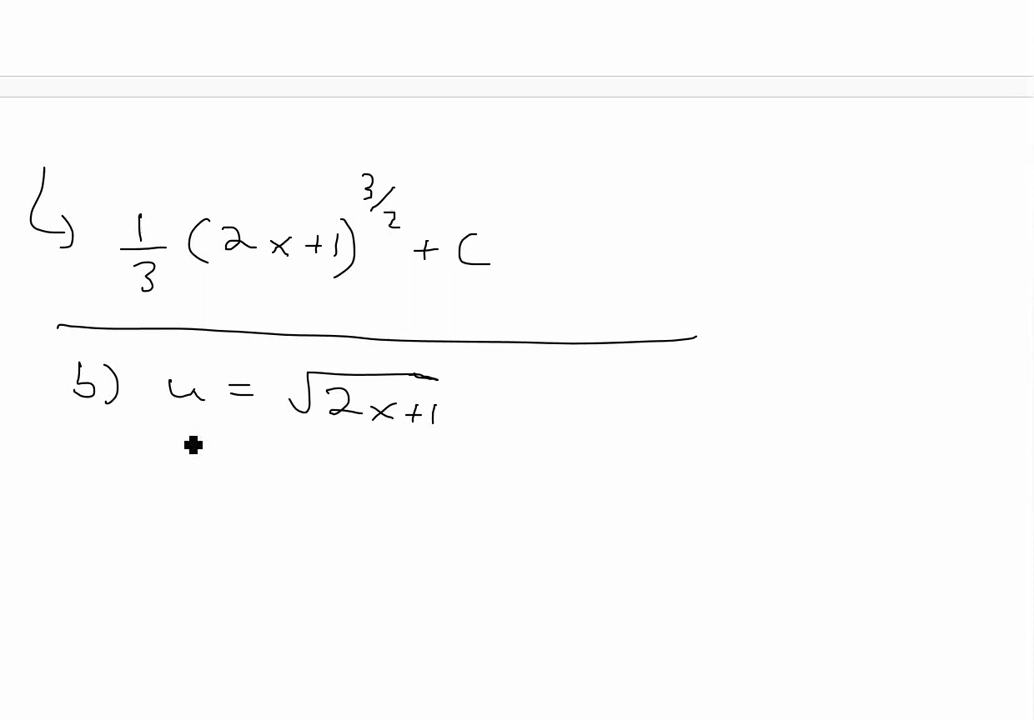 ↳ 1/3 (2x+1)^3/2 + C
b) u = √2x+1